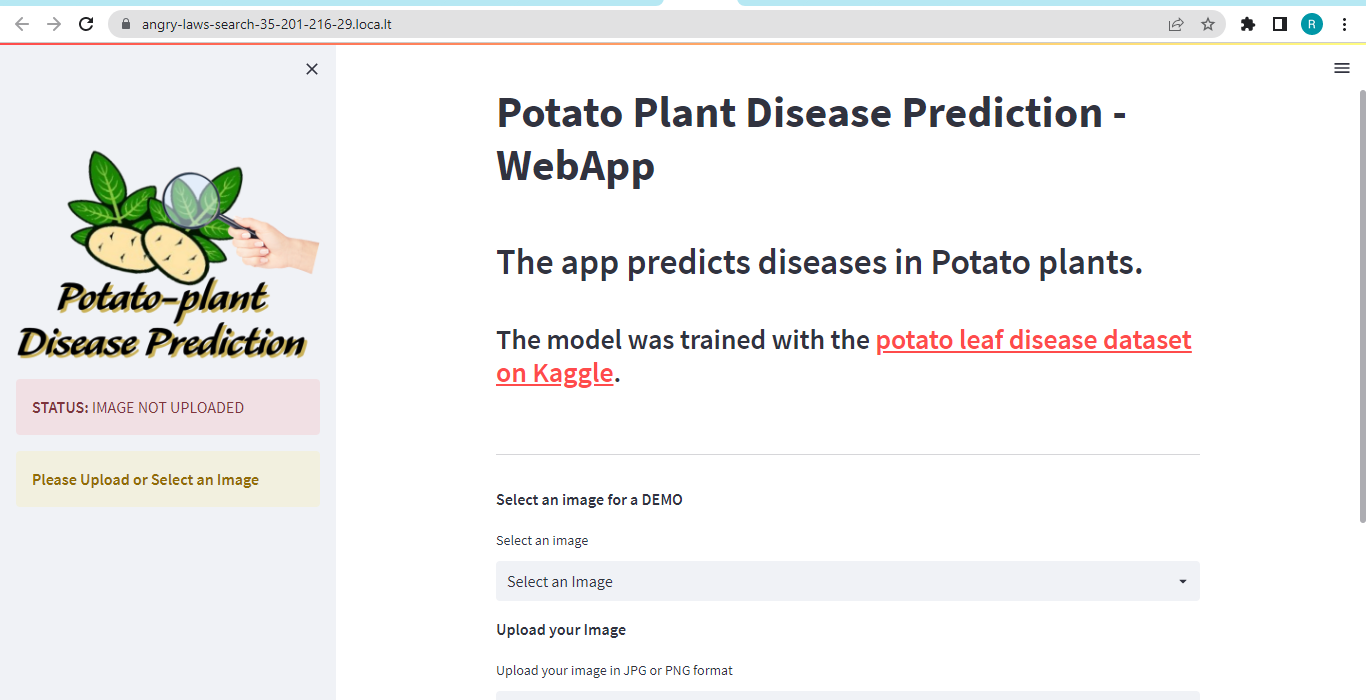 angry-laws-search-35-201-216-29.loca.lt
R
Potato-plant
Disease Prediction
STATUS: IMAGE NOT UPLOADED
Please Upload or Select an Image
Potato Plant Disease Prediction -
WebApp
The app predicts diseases in Potato plants.
The model was trained with the potato leaf disease dataset
on Kaggle.
Select an image for a DEMO
Select an image
Select an Image
Upload your Image
Upload your image in JPG or PNG format